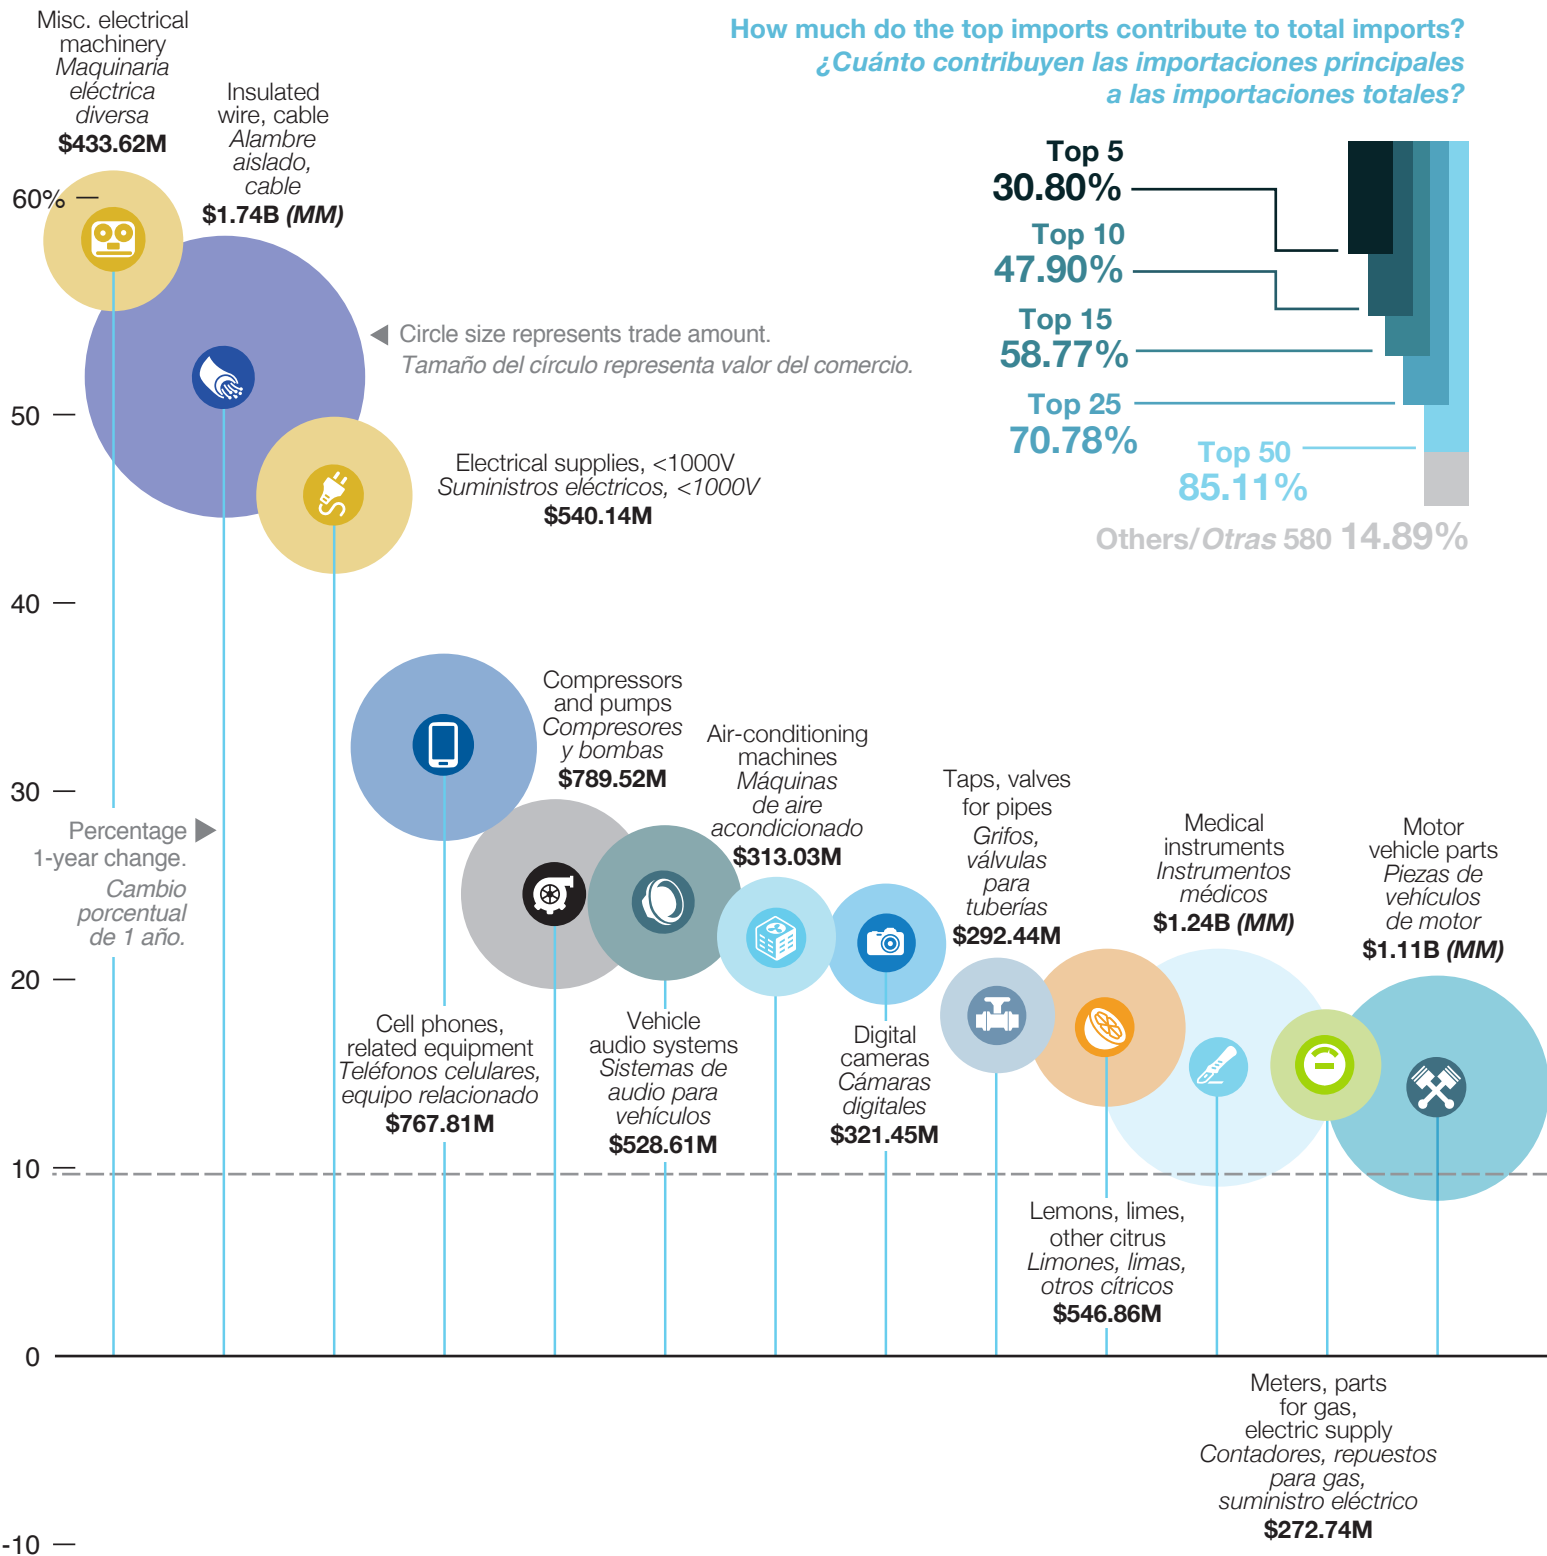 How much do the top imports contribute to total imports?
¿Cuánto contribuyen las importaciones principales
a las importaciones totales?
Top 5
30.80%
Top 10
47.90%
Top 15
58.77%
Top 25
70.78%
Top 50
85.11%
Others/Otras 580 14.89%
Misc. electrical
machinery
Maquinaria
eléctrica
diversa
$433.62M
Insulated
wire, cable
Alambre
aislado,
cable
$1.74B (MM)
Circle size represents trade amount.
Tamaño del círculo representa valor del comercio.
Electrical supplies, <1000V
Suministros eléctricos, <1000V
$540.14M
60%
50
40
30
20
10
0
-10
Percentage
1-year change.
Cambio
porcentual
de 1 año.
Cell phones,
related equipment
Teléfonos celulares,
equipo relacionado
$767.81M
Compressors
and pumps
Compresores
y bombas
$789.52M
Vehicle
audio systems
Sistemas de
audio para
vehículos
$528.61M
Air-conditioning
machines
Máquinas
de aire
acondicionado
$313.03M
Digital
cameras
Cámaras
digitales
$321.45M
Taps, valves
for pipes
Grifos,
válvulas
para
tuberías
$292.44M
Lemons, limes,
other citrus
Limones, limas,
otros cítricos
$546.86M
Medical
instruments
Instrumentos
médicos
$1.24B (MM)
Meters, parts
for gas,
electric supply
Contadores, repuestos
para gas,
suministro eléctrico
$272.74M
Motor
vehicle parts
Piezas de
vehículos
de motor
$1.11B (MM)